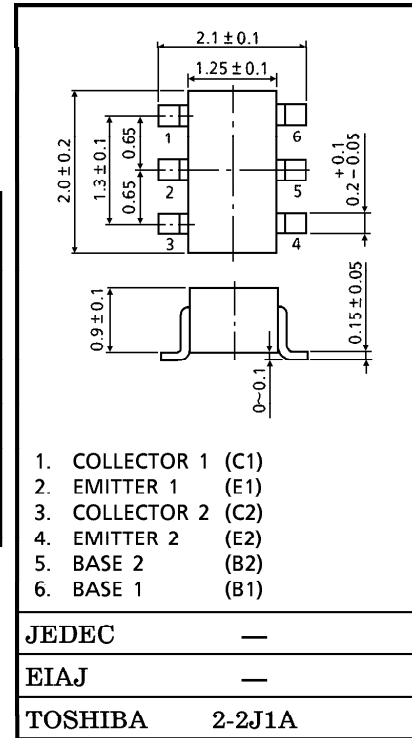 2.1±0.1
1.25±0.1
1
6
2
5
3
4
2.0±0.2
1.3±0.1
0.65
0.65
+0.1
0.2-0.05
0.9±0.1
0.15±0.05
0~0.1
1. COLLECTOR 1 (C1)
2. EMITTER 1 (E1)
3. COLLECTOR 2 (C2)
4. EMITTER 2 (E2)
5. BASE 2 (B2)
6. BASE 1 (B1)
JEDEC —
EIAJ —
TOSHIBA 2-2J1A